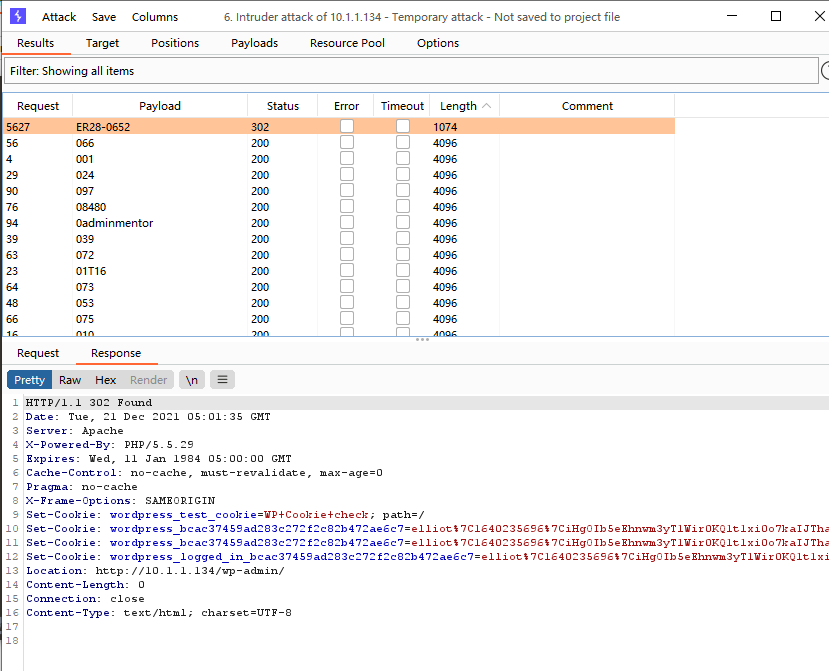 Attack Save Columns 6. Intruder attack of 10.1.1.134 - Temporary attack - Not saved to project file
Results Target Positions Payloads Resource Pool Options
Filter: Showing all items
Request Payload Status Error Timeout Length Comment
5627 ER28-0652 302 1074
56 066 200 4096
4 001 200 4096
29 024 200 4096
90 097 200 4096
76 08480 200 4096
94 0adminmentor 200 4096
39 039 200 4096
63 072 200 4096
23 01T16 200 4096
64 073 200 4096
48 053 200 4096
66 075 200 4096
16 010 200 4096
Request Response
Pretty Raw Hex Render \n
1 HTTP/1.1 302 Found
2 Date: Tue, 21 Dec 2021 05:01:35 GMT
3 Server: Apache
4 X-Powered-By: PHP/5.5.29
5 Expires: Wed, 11 Jan 1984 05:00:00 GMT
6 Cache-Control: no-cache, must-revalidate, max-age=0
7 Pragma: no-cache
8 X-Frame-Options: SAMEORIGIN
9 Set-Cookie: wordpress_test_cookie=WP+Cookie+check; path=/
10 Set-Cookie: wordpress_bcac37459ad283c272f2c82b472ae6c7=elliot%7C1640235696%7CiHgOIb5eEhnwm3yTlWirOKQltlxiOo7kaIJTha
11 Set-Cookie: wordpress_bcac37459ad283c272f2c82b472ae6c7=elliot%7C1640235696%7CiHgOIb5eEhnwm3yTlWirOKQltlxiOo7kaIJTha
12 Set-Cookie: wordpress_logged_in_bcac37459ad283c272f2c82b472ae6c7=elliot%7C1640235696%7CiHgOIb5eEhnwm3yTlWirOKQltlxi
13 Location: http://10.1.1.134/wp-admin/
14 Content-Length: 0
15 Connection: close
16 Content-Type: text/html; charset=UTF-8
17
18